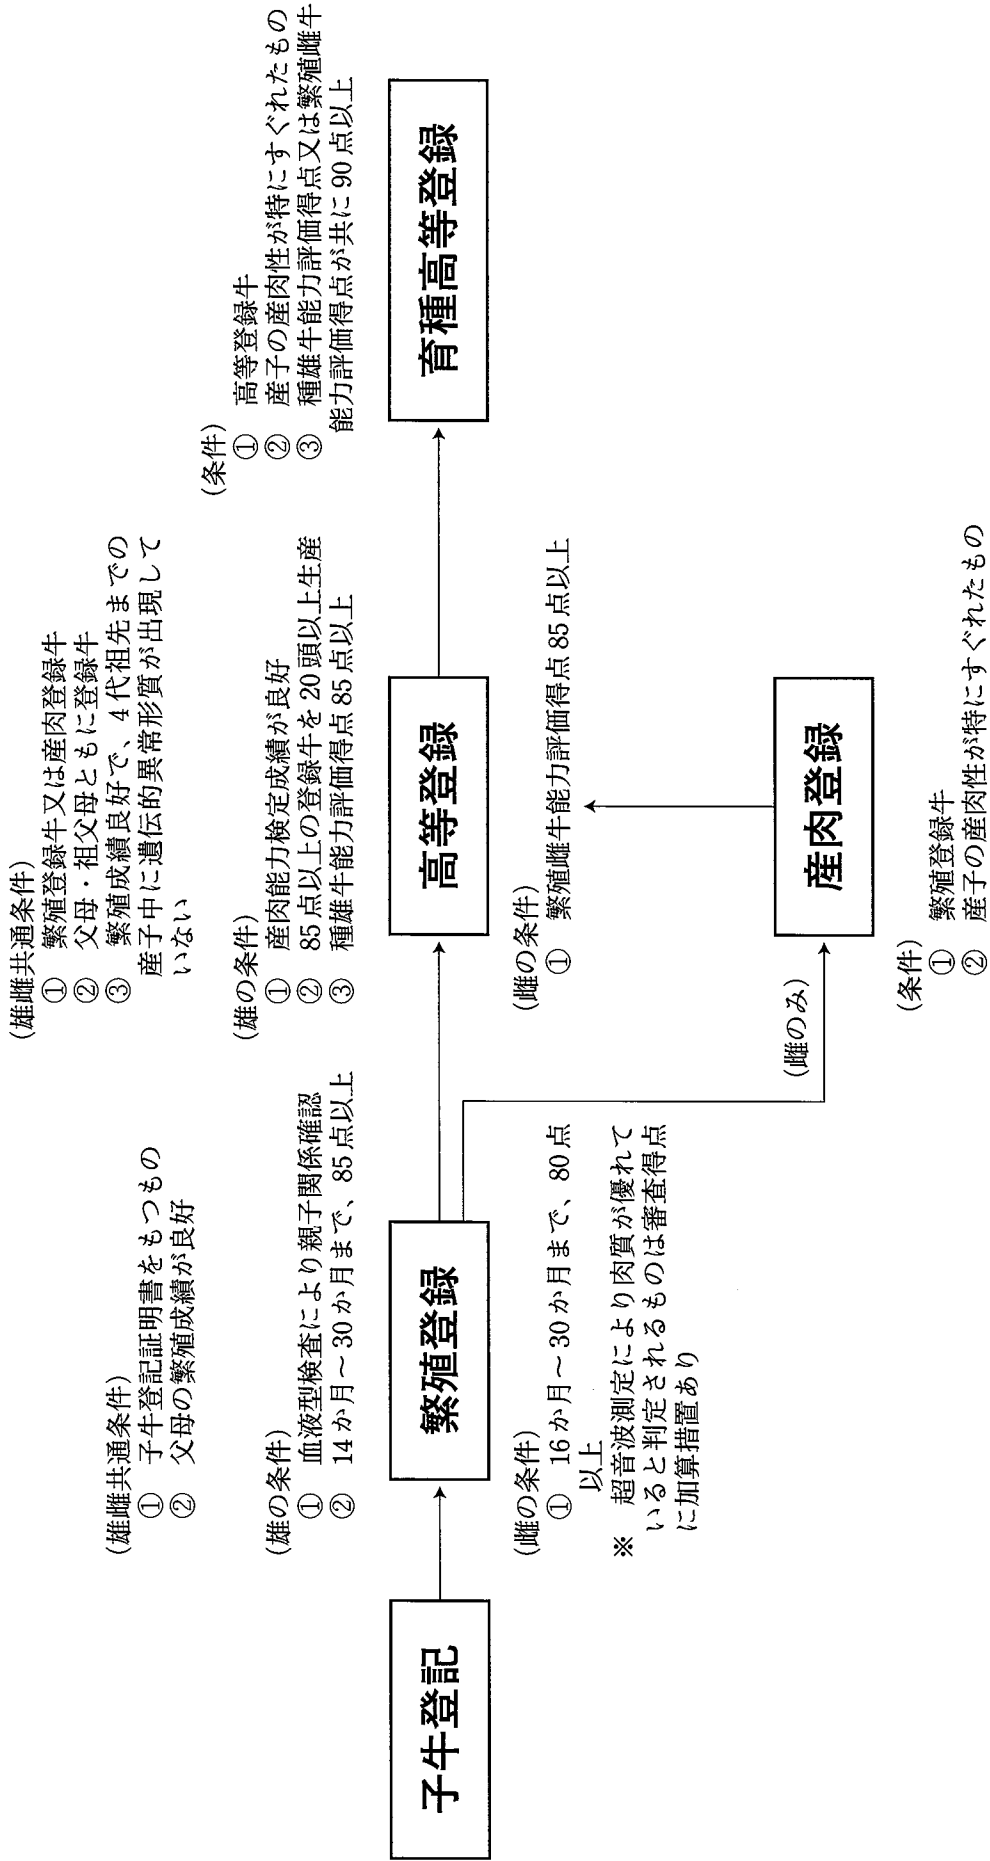 子牛登記
(雄雌共通条件)
① 子牛登記証明書をもつもの
② 父母の繁殖成績が良好
(雄の条件)
① 血液型検査により親子関係確認
② 14か月～30か月まで、85点以上
繁殖登録
(雌の条件)
① 16か月～30か月まで、80点
以上
※ 超音波測定により肉質が優れて
いると判定されるものは審査得点
に加算措置あり
(雄雌共通条件)
① 繁殖登録牛又は産肉登録牛
② 父母・祖父母ともに登録牛
③ 繁殖成績良好で、4代祖先までの
産子中に遺伝的異常形質が出現して
いない
(雄の条件)
① 産肉能力検定成績が良好
② 85点以上の登録牛を20頭以上生産
③ 種雄牛能力評価得点85点以上
高等登録
(雌の条件)
① 繁殖雌牛能力評価得点85点以上
(雌のみ)
産肉登録
(条件)
① 繁殖登録牛
② 産子の産肉性が特にすぐれたもの
(条件)
① 高等登録牛
② 産子の産肉性が特にすぐれたもの
③ 種雄牛能力評価得点又は繁殖雌牛
能力評価得点が共に90点以上
育種高等登録